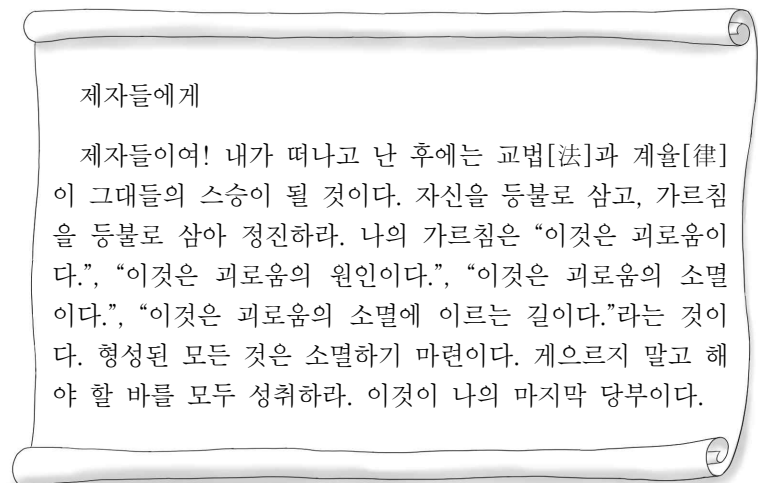 제자들에게
제자들이여! 내가 떠나고 난 후에는 교법[法]과 계율[律]
이 그대들의 스승이 될 것이다. 자신을 등불로 삼고, 가르침
을 등불로 삼아 정진하라. 나의 가르침은 “이것은 괴로움이
다.”, “이것은 괴로움의 원인이다.”, “이것은 괴로움의 소멸
이다.”, “이것은 괴로움의 소멸에 이르는 길이다.”라는 것이
다. 형성된 모든 것은 소멸하기 마련이다. 게으르지 말고 해
야 할 바를 모두 성취하라. 이것이 나의 마지막 당부이다.